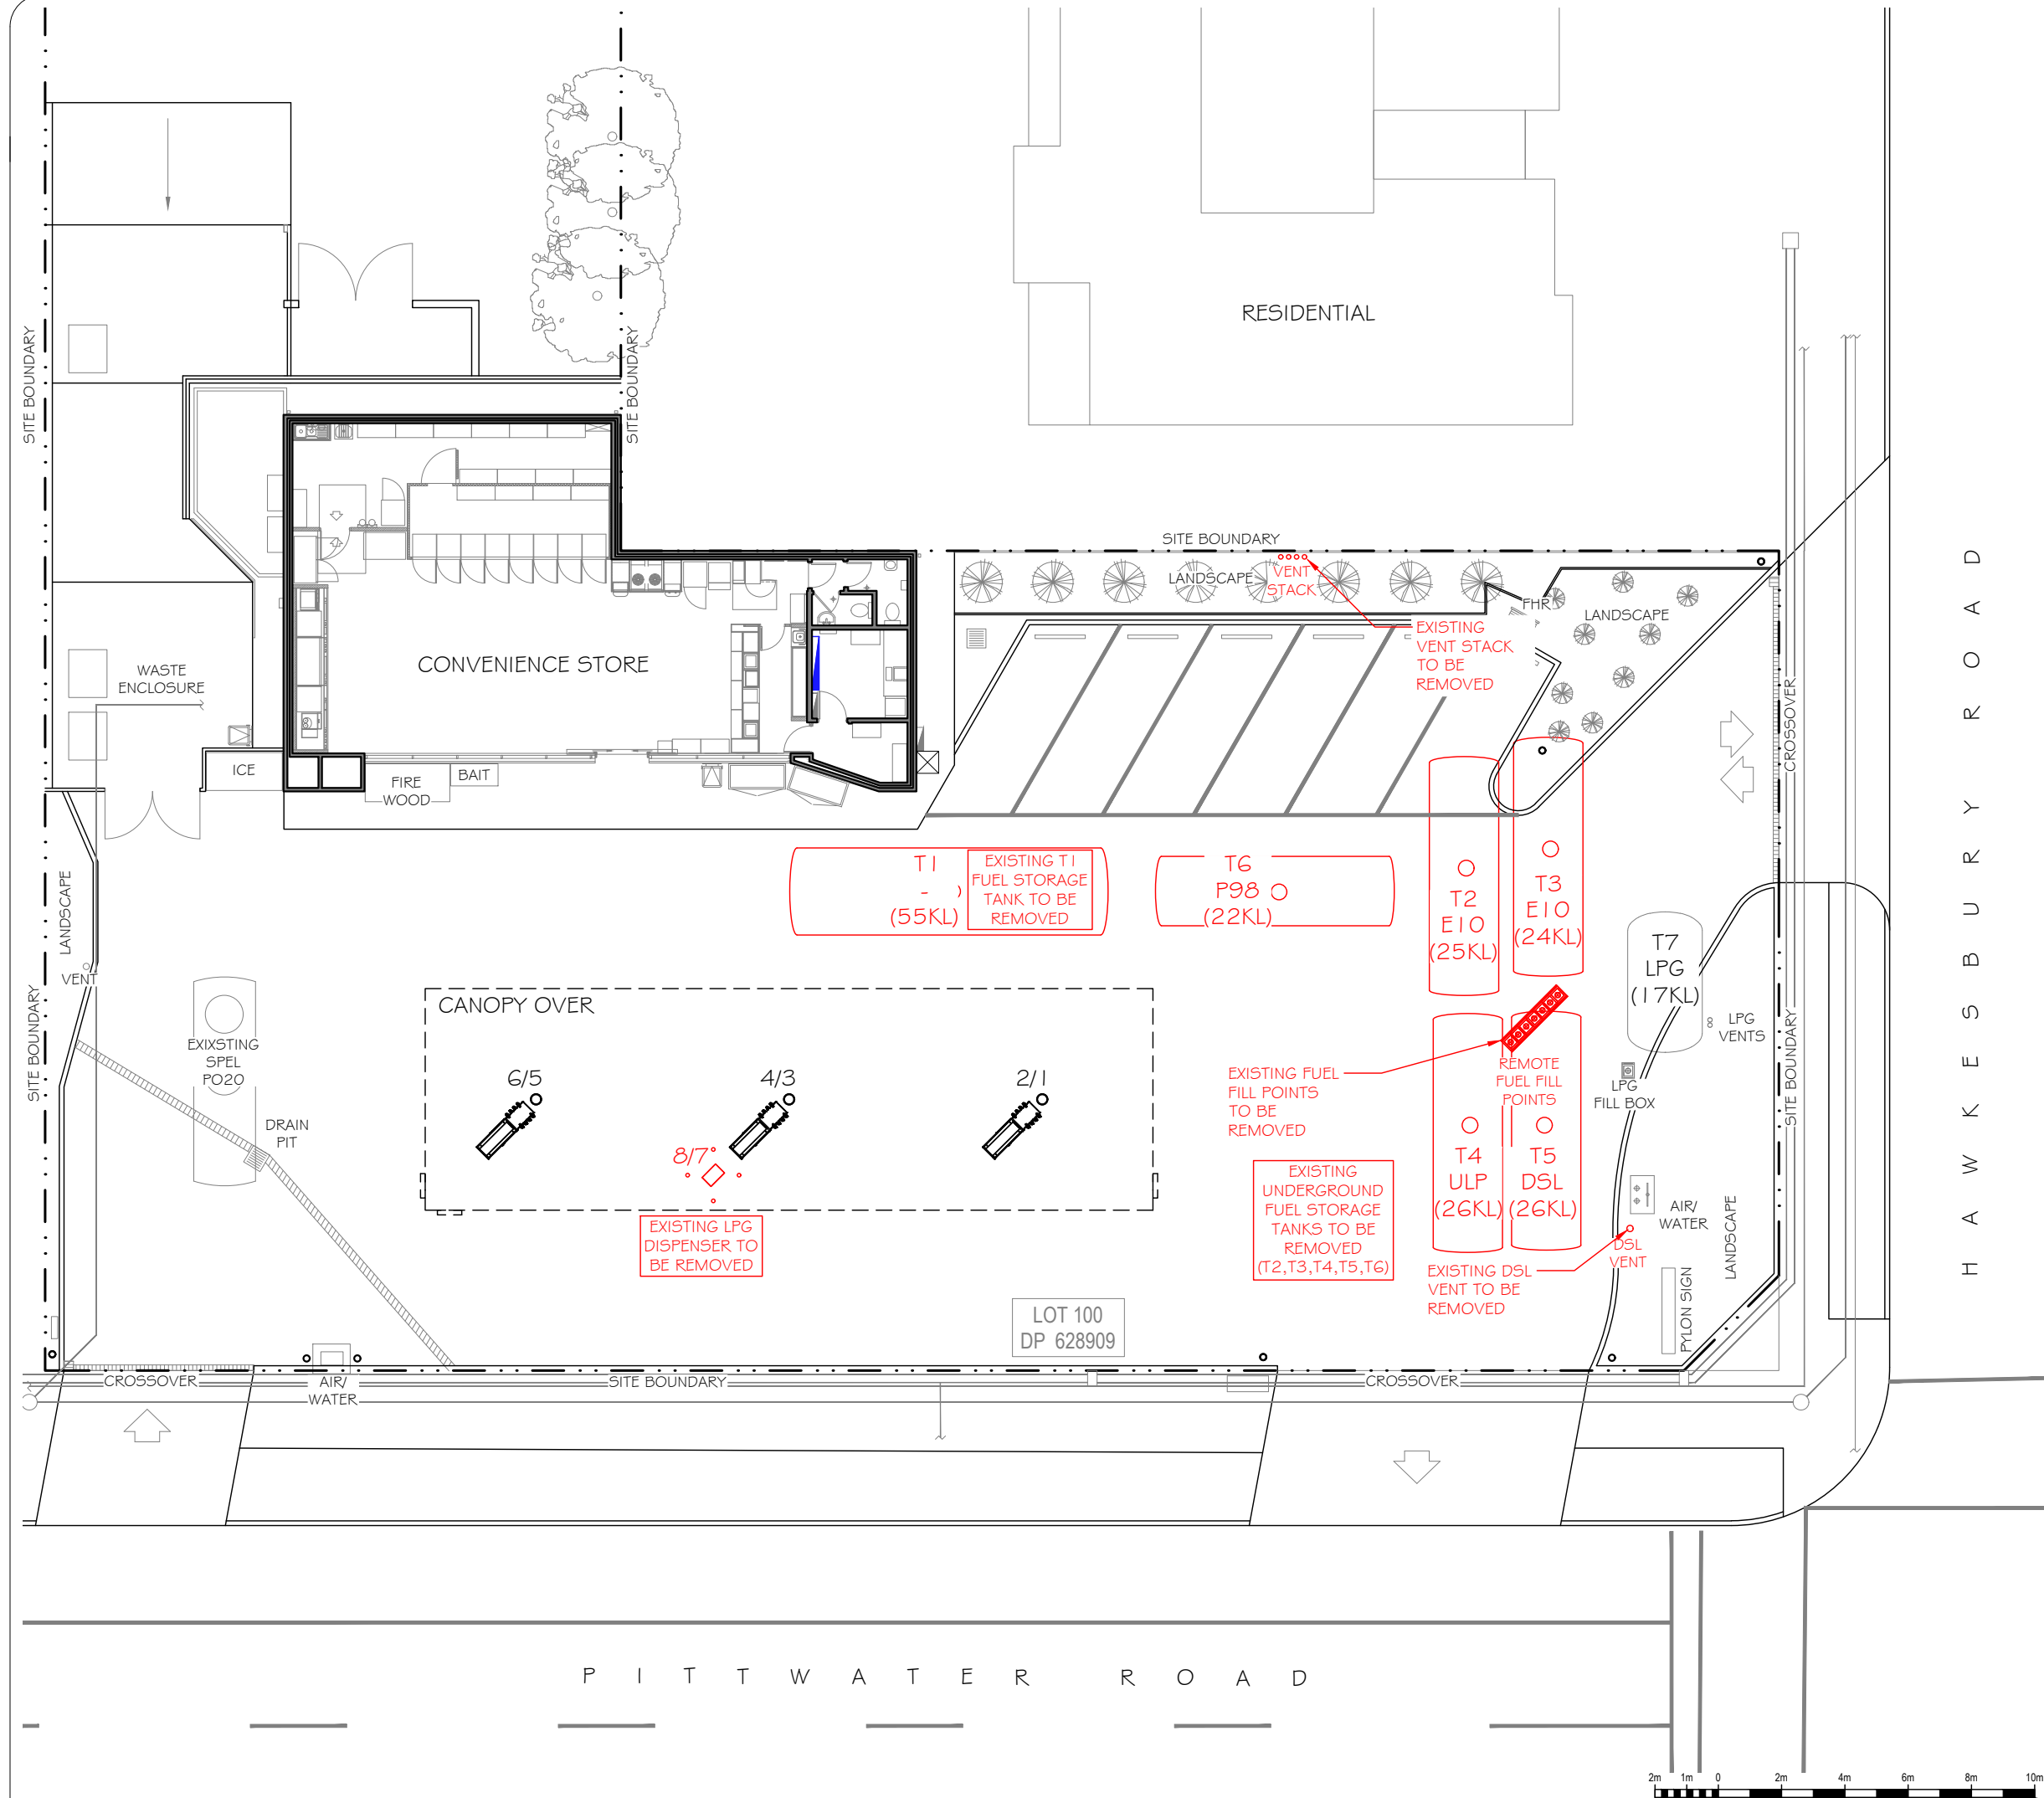 RESIDENTIAL
SITE BOUNDARY
SITE BOUNDARY
SITE BOUNDARY
LANDSCAPE
VENT
STACK
FHR
LANDSCAPE
EXISTING
VENT STACK
TO BE
REMOVED
CONVENIENCE STORE
WASTE
ENCLOSURE
CROSSOVER
HAWKESBURY ROAD
ICE
FIRE
WOOD
BAIT
T1
-
(55KL)
EXISTING T1
FUEL STORAGE
TANK TO BE
REMOVED
T6
P98
(22KL)
T2
E10
(25KL)
T3
E10
(24KL)
T7
LPG
(17KL)
LANDSCAPE
VENT
SITE BOUNDARY
CANOPY OVER
EXIXSTING
SPEL
PO20
DRAIN
PIT
6/5
4/3
2/1
8/7
EXISTING LPG
DISPENSER TO
BE REMOVED
EXISTING FUEL
FILL POINTS
TO BE
REMOVED
REMOTE
FUEL FILL
POINTS
LPG
VENTS
LPG
FILL BOX
SITE BOUNDARY
T4
ULP
(26KL)
T5
DSL
(26KL)
EXISTING
UNDERGROUND
FUEL STORAGE
TANKS TO BE
REMOVED
(T2,T3,T4,T5,T6)
AIR/
WATER
LANDSCAPE
DSL
VENT
EXISTING DSL
VENT TO BE
REMOVED
PYLON SIGN
LOT 100
DP 628909
CROSSOVER
AIR/
WATER
SITE BOUNDARY
CROSSOVER
PITTWATER ROAD
2m 1m 0 2m 4m 6m 8m 10m